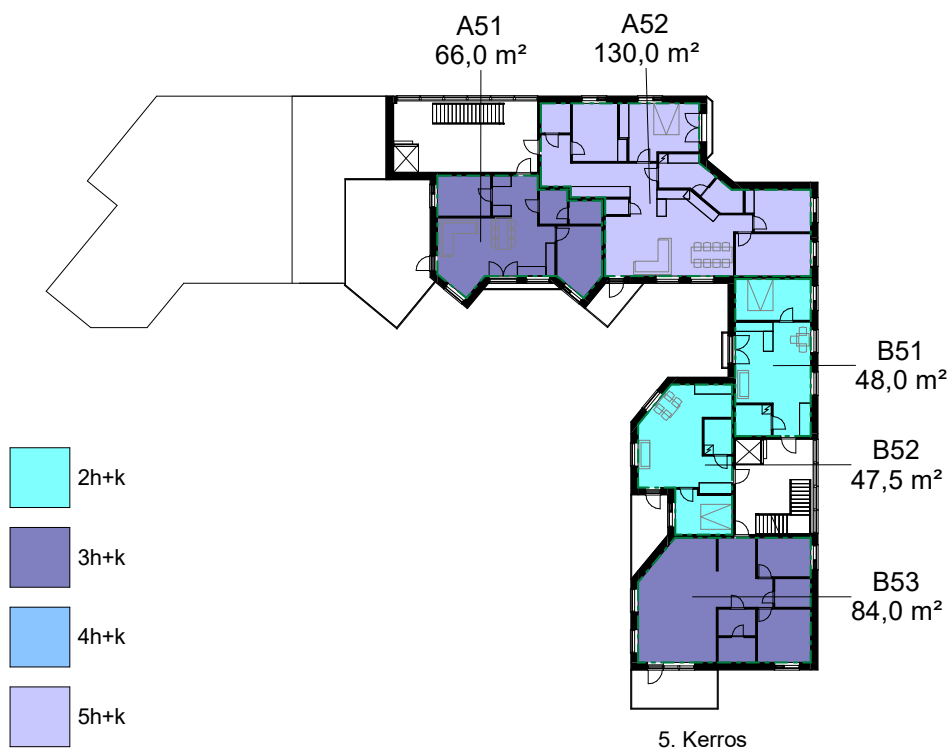 A51
66,0 m²
A52
130,0 m²
B51
48,0 m²
B52
47,5 m²
B53
84,0 m²
2h+k
3h+k
4h+k
5h+k
5. Kerros